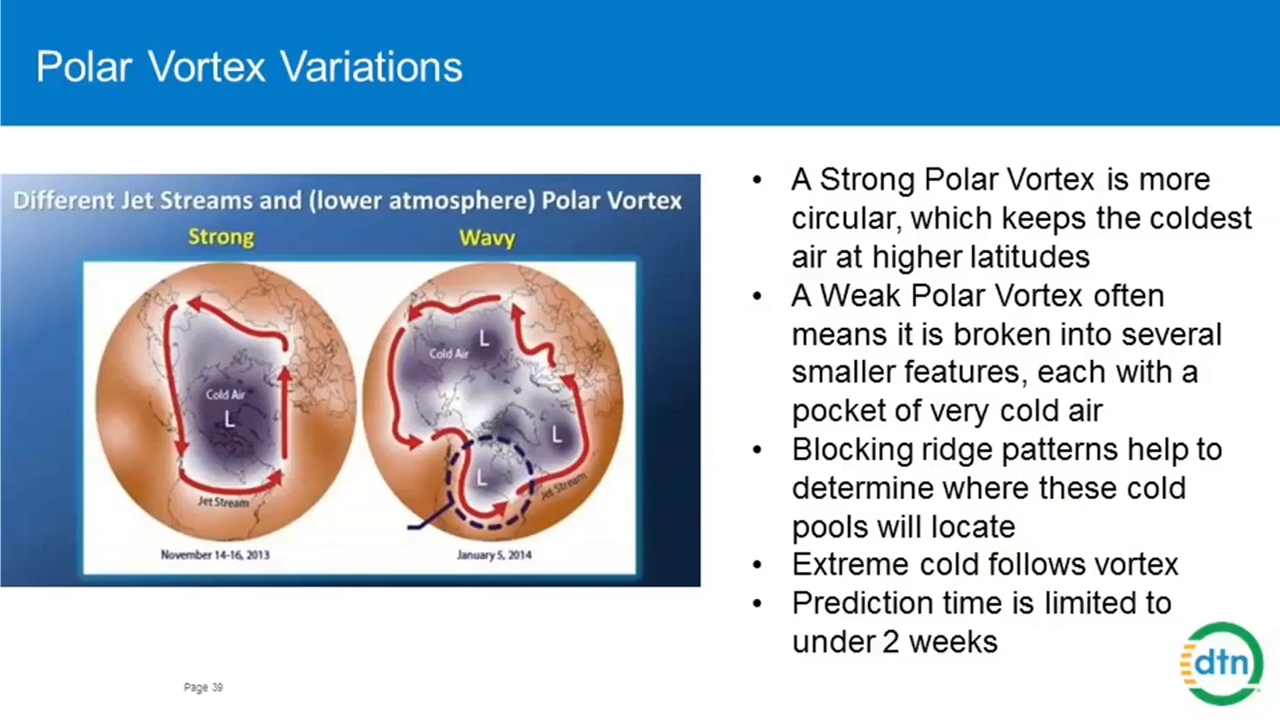 Polar Vortex Variations
Different Jet Streams and (lower atmosphere) Polar Vortex
Strong
Wavy
Cold Air
L
Jet Stream
November 14-16, 2013
L
Cold Air
L
L
Jet Stream
January 5, 2014
• A Strong Polar Vortex is more
circular, which keeps the coldest
air at higher latitudes
• A Weak Polar Vortex often
means it is broken into several
smaller features, each with a
pocket of very cold air
• Blocking ridge patterns help to
determine where these cold
pools will locate
• Extreme cold follows vortex
• Prediction time is limited to
under 2 weeks
dtn
Page 39